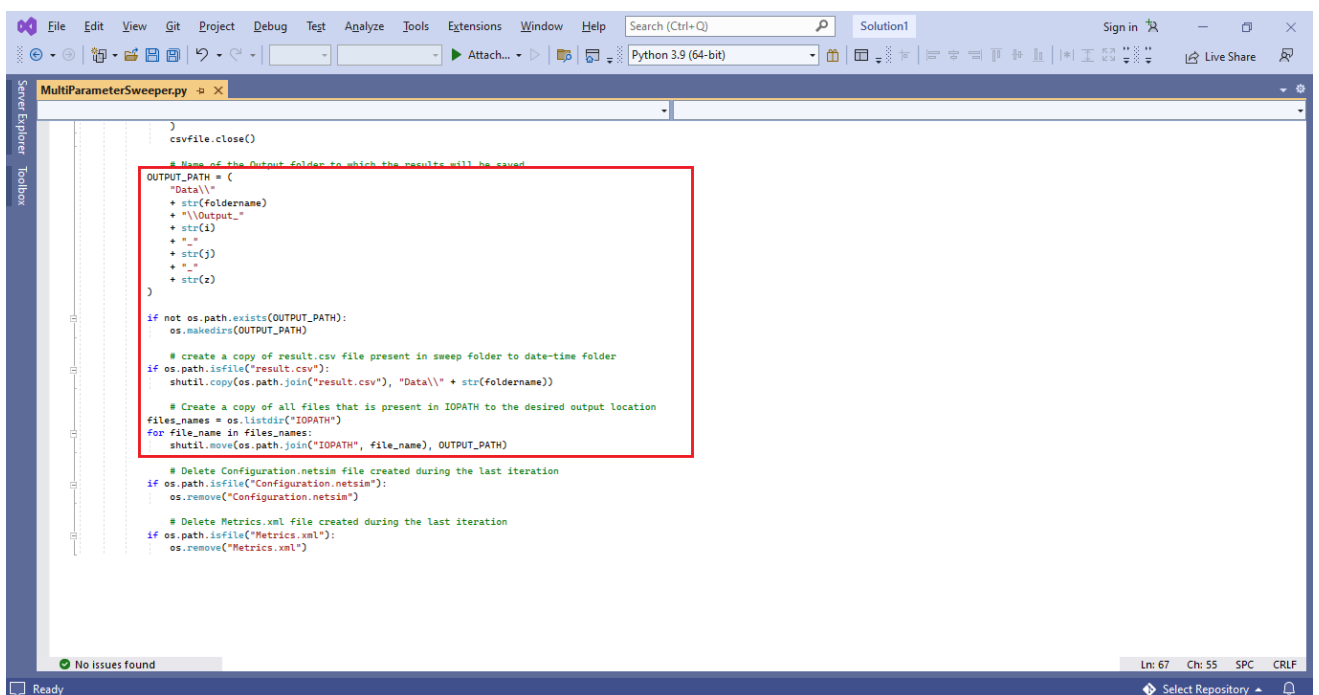 File Edit View Git Project Debug Test Analyze Tools Extensions Window Help Search (Ctrl+Q) Solution1 Sign in
Attach... Python 3.9 (64-bit) Live Share
Server Explorer
Toolbox
MultiParameterSweeper.py
)
csvfile.close()
# Name of the Output folder to which the results will be saved
OUTPUT_PATH = (
"Data\\"
+ str(foldername)
+ "\\Output_"
+ str(i)
+ "_"
+ str(j)
+ "_"
+ str(z)
)
if not os.path.exists(OUTPUT_PATH):
os.makedirs(OUTPUT_PATH)
# create a copy of result.csv file present in sweep folder to date-time folder
if os.path.isfile("result.csv"):
shutil.copy(os.path.join("result.csv"), "Data\\" + str(foldername))
# Create a copy of all files that is present in IOPATH to the desired output location
files_names = os.listdir("IOPATH")
for file_name in files_names:
shutil.move(os.path.join("IOPATH", file_name), OUTPUT_PATH)
# Delete Configuration.netsim file created during the last iteration
if os.path.isfile("Configuration.netsim"):
os.remove("Configuration.netsim")
# Delete Metrics.xml file created during the last iteration
if os.path.isfile("Metrics.xml"):
os.remove("Metrics.xml")
No issues found Ln: 67 Ch: 55 SPC CRLF
Ready Select Repository